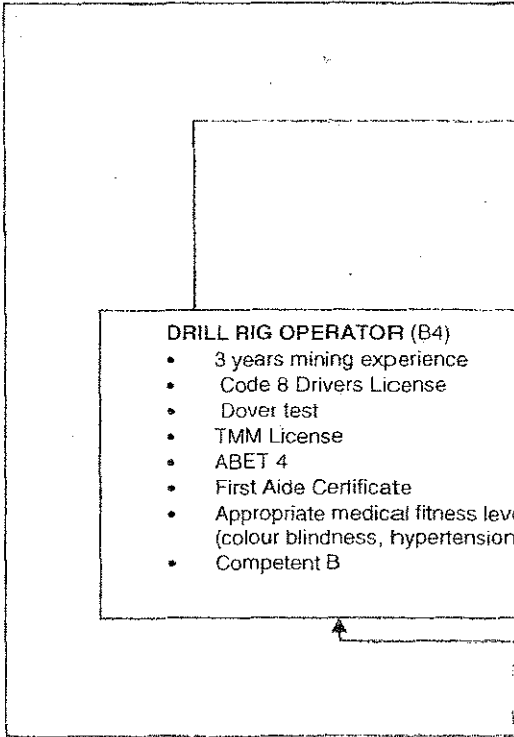 DRILL RIG OPERATOR (B4)
• 3 years mining experience
• Code 8 Drivers License
• Dover test
• TMM License
• ABET 4
• First Aide Certificate
• Appropriate medical fitness leve
(colour blindness, hypertension
• Competent B